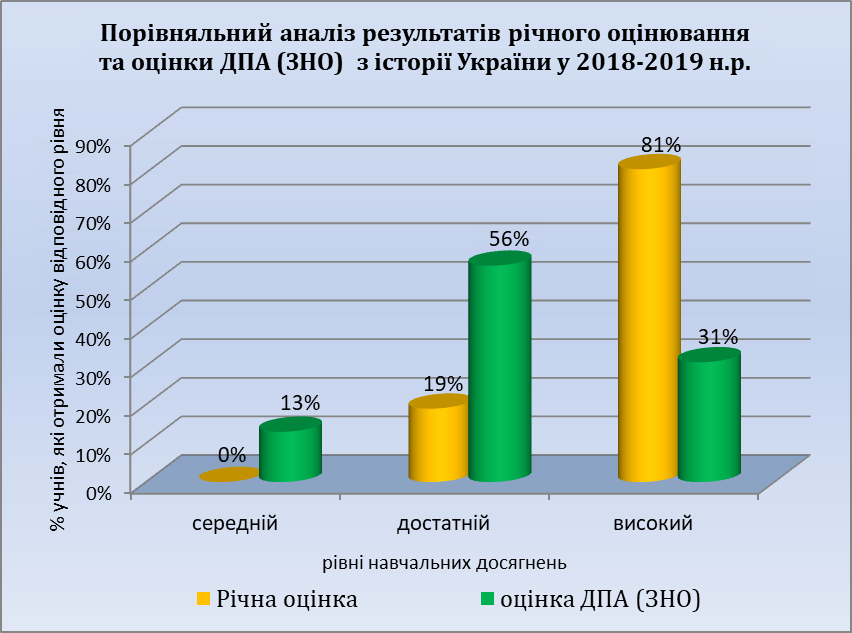 Порівняльний аналіз результатів річного оцінювання
та оцінки ДПА (ЗНО) з історії України у 2018-2019 н.р.
% учнів, які отримали оцінку відповідного рівня
90%
80%
70%
60%
50%
40%
30%
20%
10%
0%
0%
13%
19%
56%
81%
31%
середній
достатній
високий
рівні навчальних досягнень
Річна оцінка
оцінка ДПА (ЗНО)